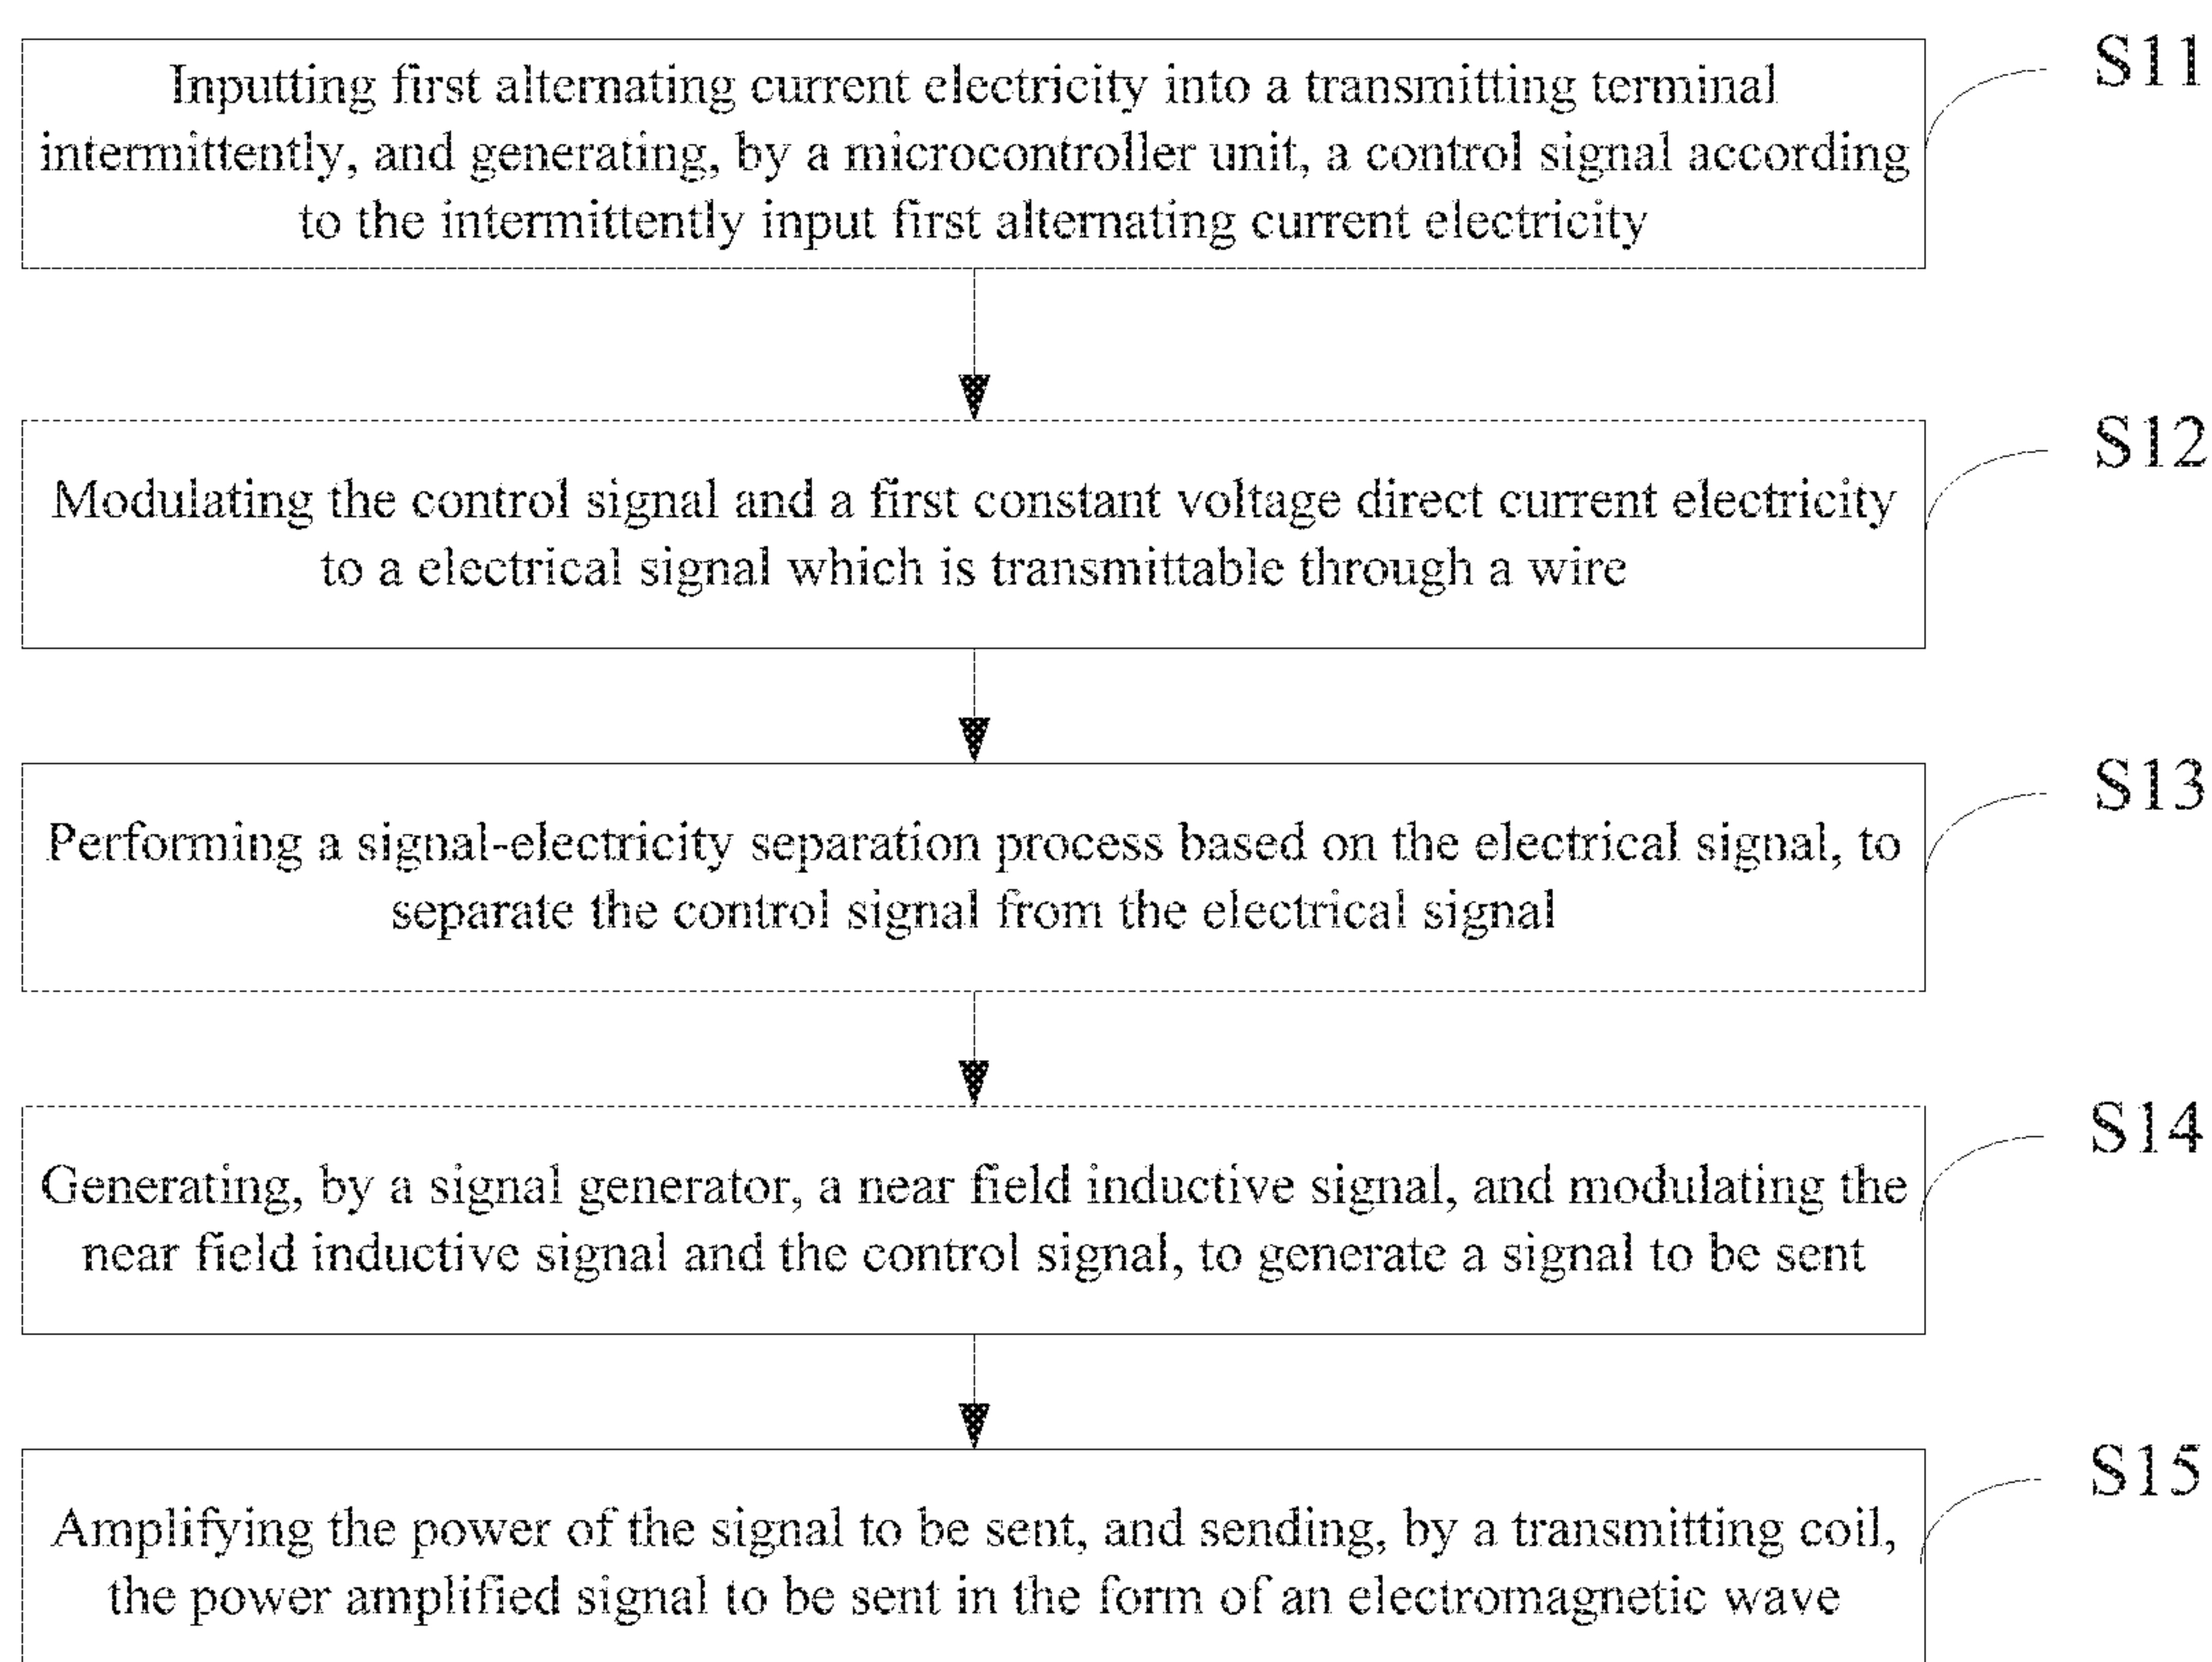 Inputting first alternating current electricity into a transmitting terminal
intermittently, and generating, by a microcontroller unit, a control signal according
to the intermittently input first alternating current electricity
S11
Modulating the control signal and a first constant voltage direct current electricity
to a electrical signal which is transmittable through a wire
S12
Performing a signal-electricity separation process based on the electrical signal, to
separate the control signal from the electrical signal
S13
Generating, by a signal generator, a near field inductive signal, and modulating the
near field inductive signal and the control signal, to generate a signal to be sent
S14
Amplifying the power of the signal to be sent, and sending, by a transmitting coil,
the power amplified signal to be sent in the form of an electromagnetic wave
S15